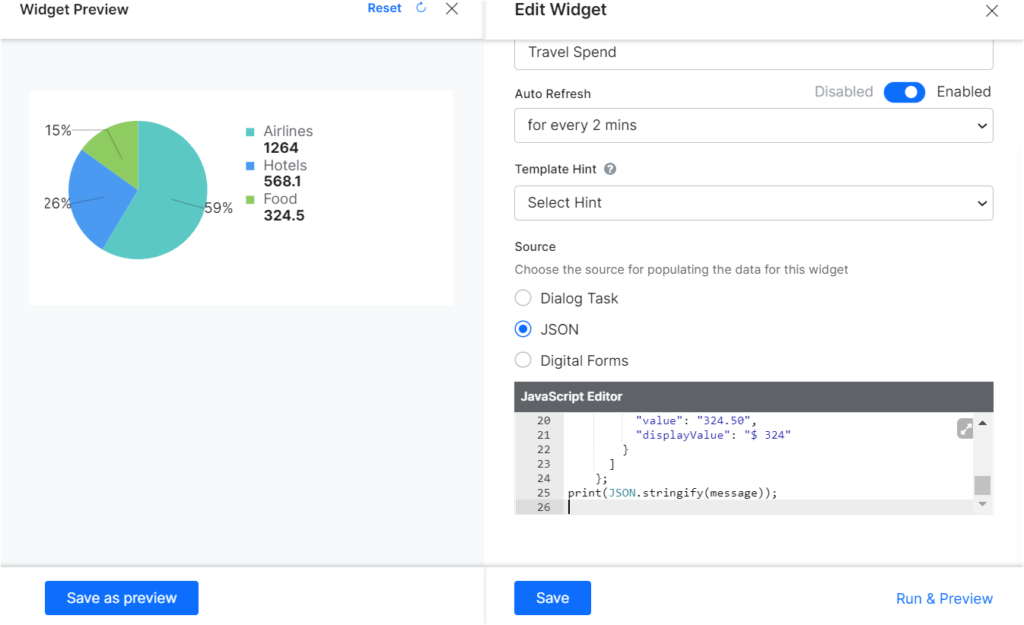 Widget Preview
Reset
15%
26%
59%
Airlines
1264
Hotels
568.1
Food
324.5
Save as preview
Edit Widget
Travel Spend
Auto Refresh
Disabled
Enabled
for every 2 mins
Template Hint ?
Select Hint
Source
Choose the source for populating the data for this widget
Dialog Task
JSON
Digital Forms
JavaScript Editor
20 "value": "324.50",
21 "displayValue": "$ 324"
22 }
23 ]
24 };
25 print(JSON.stringify(message));
26
Save
Run & Preview